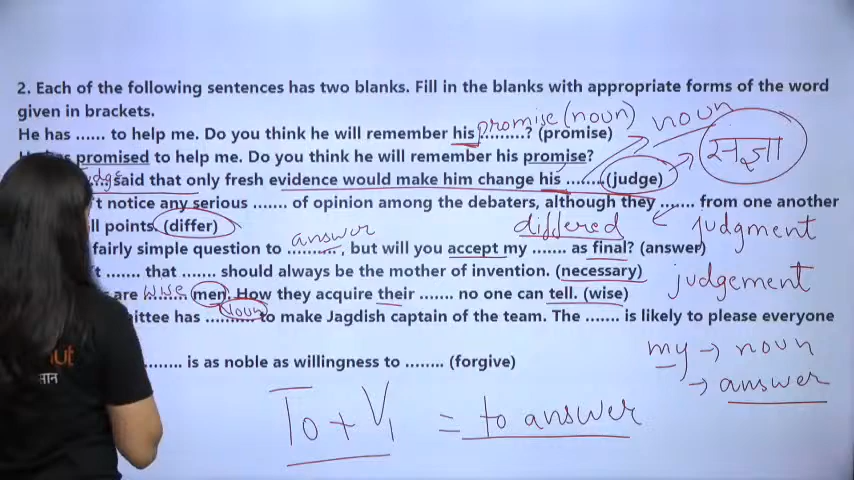 2. Each of the following sentences has two blanks. Fill in the blanks with appropriate forms of the word
given in brackets.
promise (noun) noun
He has ...... to help me. Do you think he will remember his .........? (promise)
promised to help me. Do you think he will remember his promise?
संज्ञा
said that only fresh evidence would make him change his ........(judge)
't notice any serious ....... of opinion among the debaters, although they ....... from one another
ll points. (differ) differed judgment
answer
fairly simple question to .........., but will you accept my ....... as final? (answer)
't ....... that ....... should always be the mother of invention. (necessary) judgement
are wise ........ men. How they acquire their ....... no one can tell. (wise)
Noun
ittee has .......... to make Jagdish captain of the team. The ....... is likely to please everyone
my → noun
........ is as noble as willingness to ........ (forgive)
→ answer
To + V1 = to answer